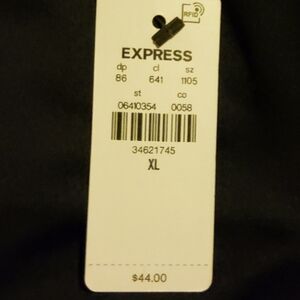 RFID
EXPRESS
dp cl sz
86 641 1105
st co
06410354 0058
34621745
XL
$44.00